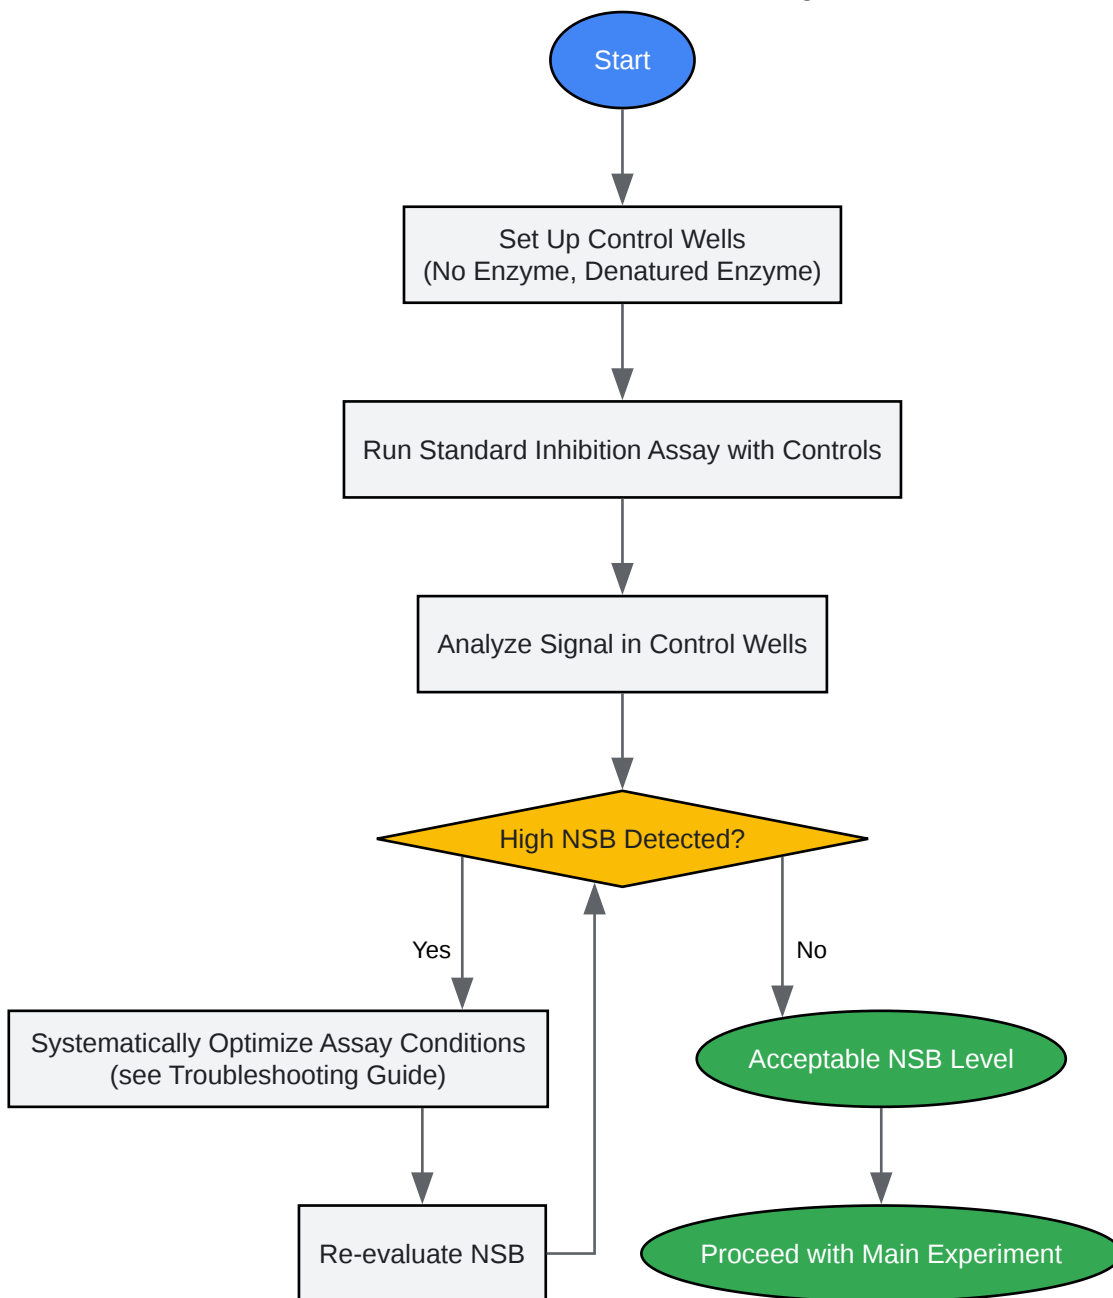 Start
Set Up Control Wells
(No Enzyme, Denatured Enzyme)
Run Standard Inhibition Assay with Controls
Analyze Signal in Control Wells
High NSB Detected?
Yes
No
Systematically Optimize Assay Conditions
(see Troubleshooting Guide)
Acceptable NSB Level
Re-evaluate NSB
Proceed with Main Experiment